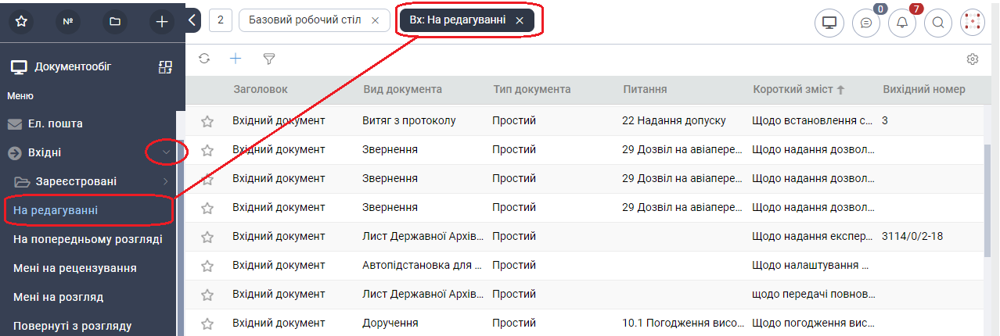 № 2 Базовий робочий стіл Вх: На редагуванні 0 7
Документообіг
Меню
Ел. пошта
Вхідні
Зареєстровані
На редагуванні
На попередньому розгляді
Мені на рецензування
Мені на розгляд
Повернуті з розгляду
Заголовок Вид документа Тип документа Питання Короткий зміст Вихідний номер
Вхідний документ Витяг з протоколу Простий 22 Надання допуску Щодо встановлення с... 3
Вхідний документ Звернення Простий 29 Дозвіл на авіапере... Щодо надання дозвол...
Вхідний документ Звернення Простий 29 Дозвіл на авіапере... Щодо надання дозвол...
Вхідний документ Звернення Простий 29 Дозвіл на авіапере... Щодо надання дозвол...
Вхідний документ Лист Державної Архів... Простий Щодо надання експер... 3114/0/2-18
Вхідний документ Автопідстановка для ... Простий Щодо налаштування ...
Вхідний документ Лист Державної Архів... Простий щодо передачі повнов...
Вхідний документ Доручення Простий 10.1 Погодження висо... Щодо погодження вис...